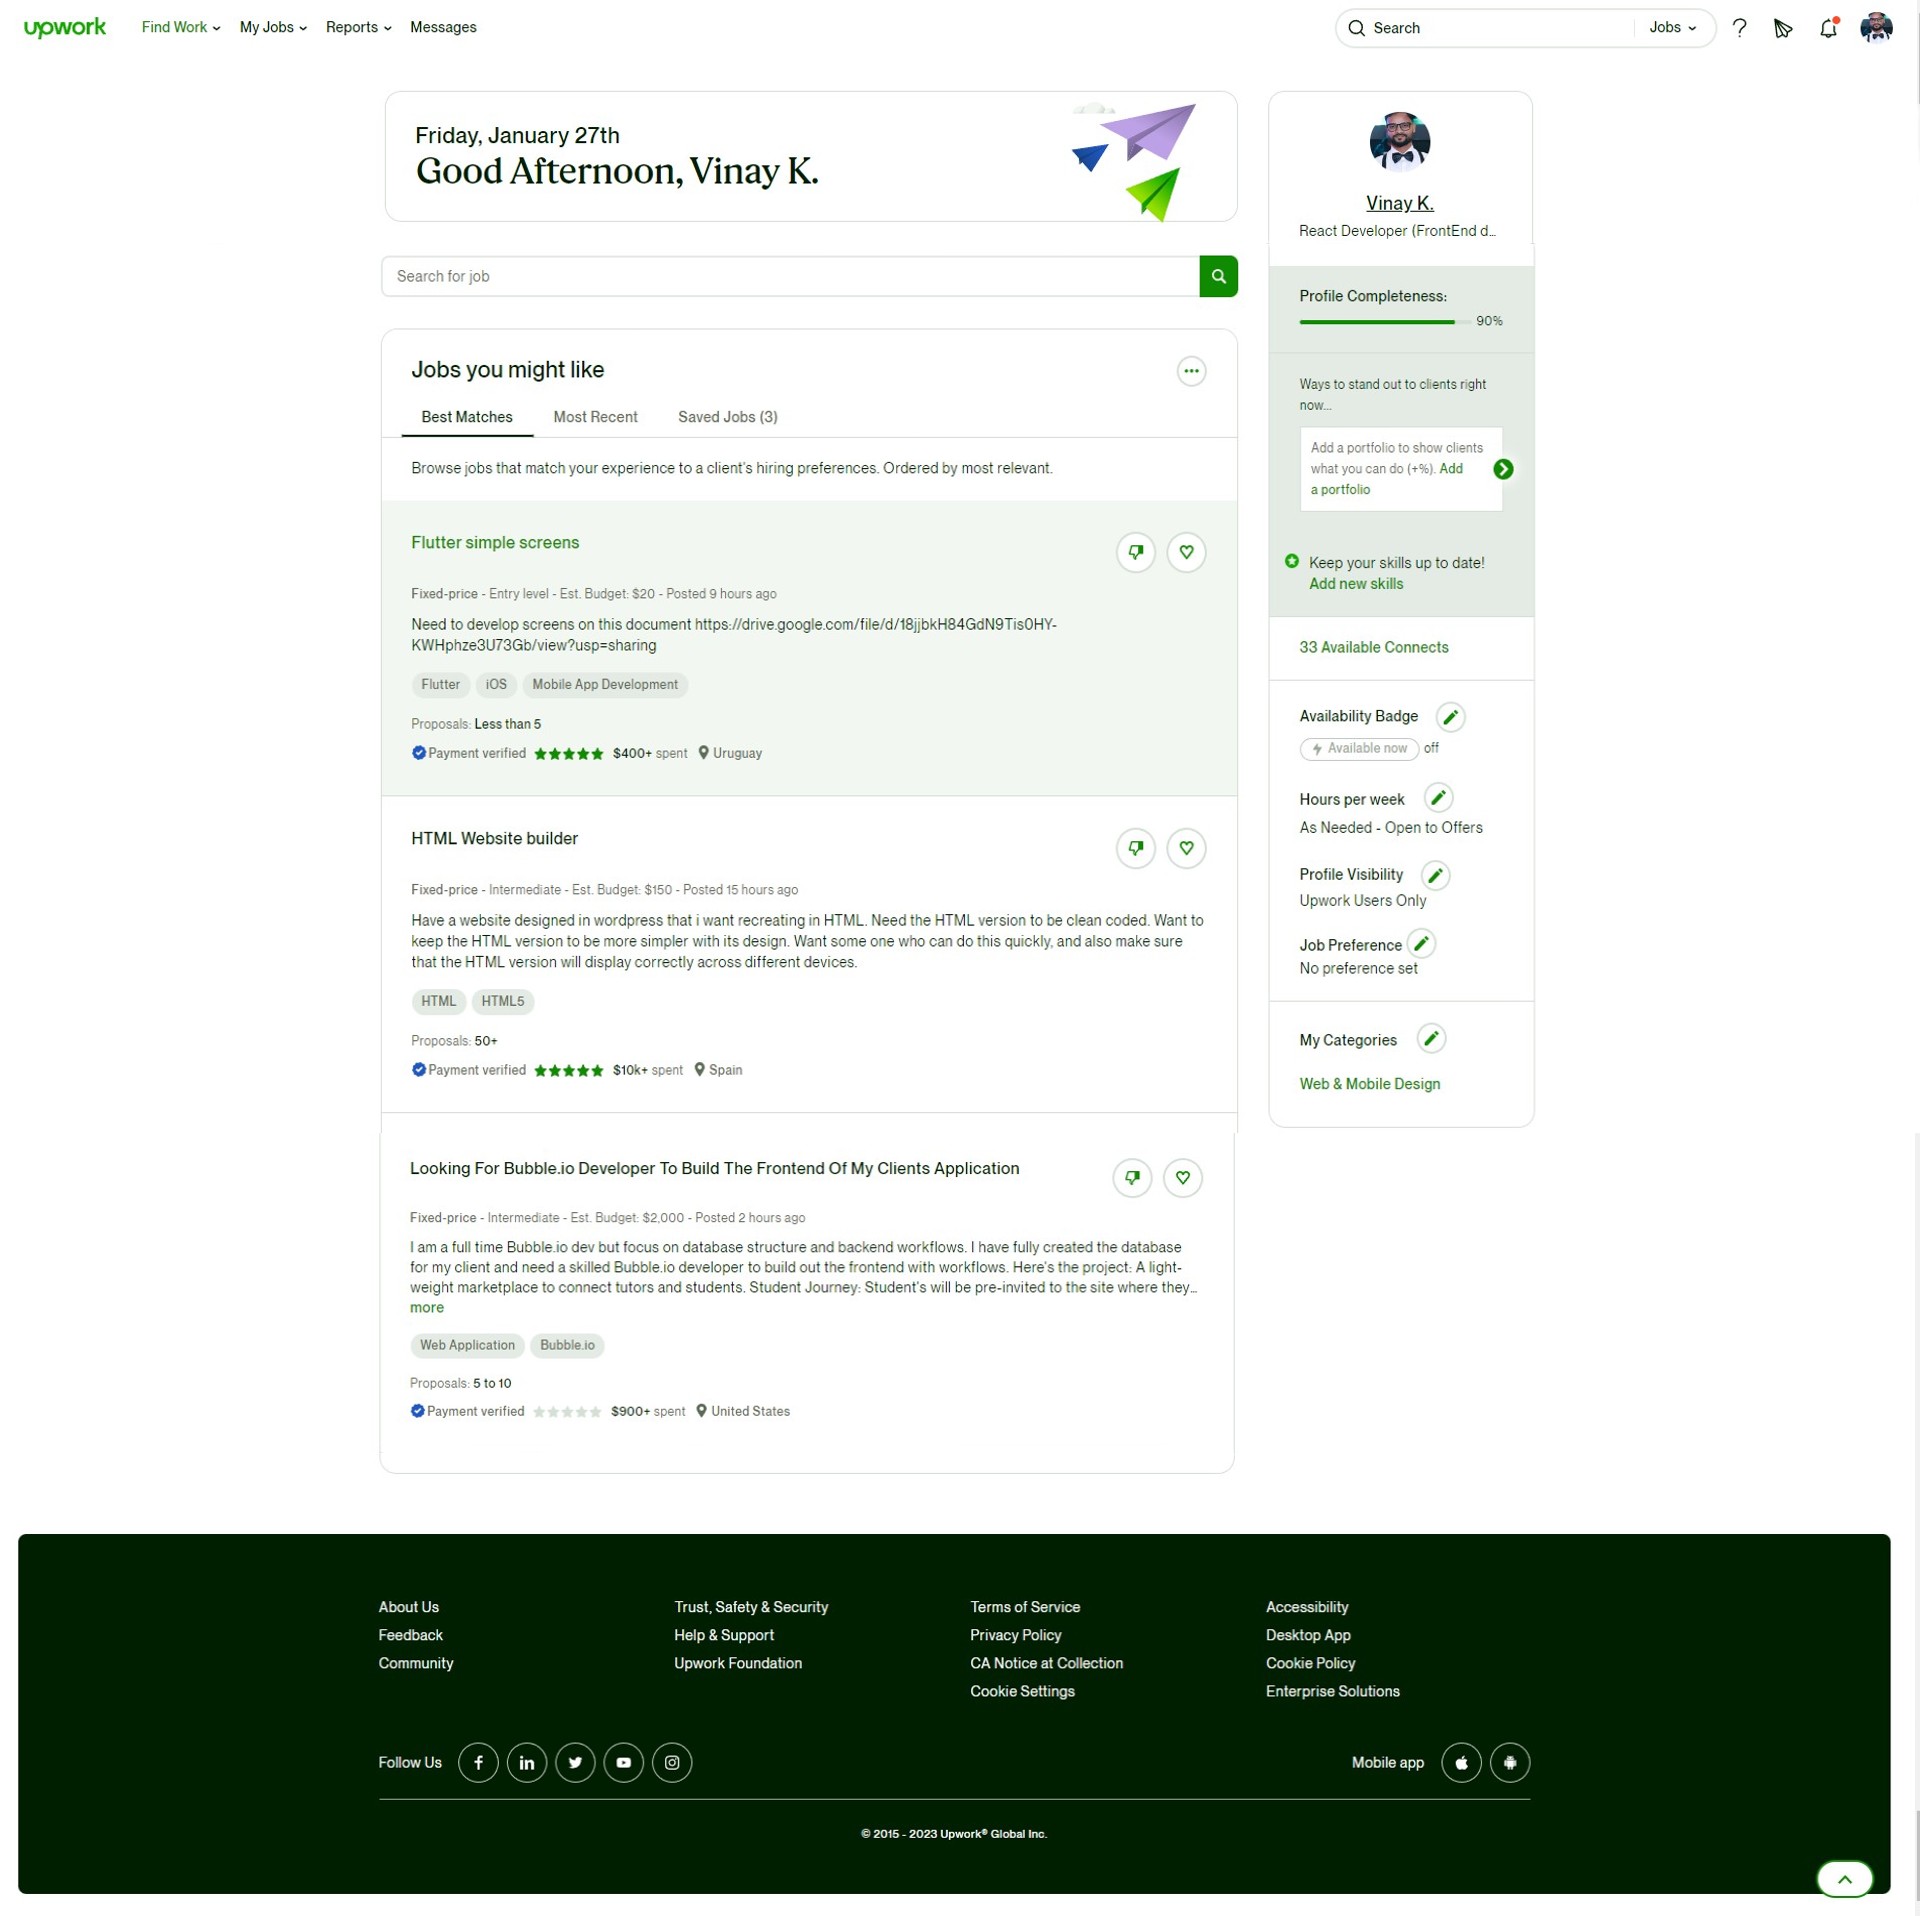 upwork
Find Work
My Jobs
Reports
Messages
Search
Jobs
Friday, January 27th
Good Afternoon, Vinay K.
Search for job
Jobs you might like
Best Matches
Most Recent
Saved Jobs (3)
Browse jobs that match your experience to a client's hiring preferences. Ordered by most relevant.
Flutter simple screens
Fixed-price - Entry level - Est. Budget: $20 - Posted 9 hours ago
Need to develop screens on this document https://drive.google.com/file/d/18jjbkH84GdN9Tis0HY-
KWHphze3U73Gb/view?usp=sharing
Flutter
iOS
Mobile App Development
Proposals: Less than 5
Payment verified $400+ spent Uruguay
HTML Website builder
Fixed-price - Intermediate - Est. Budget: $150 - Posted 15 hours ago
Have a website designed in wordpress that i want recreating in HTML. Need the HTML version to be clean coded. Want to
keep the HTML version to be more simpler with its design. Want some one who can do this quickly, and also make sure
that the HTML version will display correctly across different devices.
HTML
HTML5
Proposals: 50+
Payment verified $10k+ spent Spain
Looking For Bubble.io Developer To Build The Frontend Of My Clients Application
Fixed-price - Intermediate - Est. Budget: $2,000 - Posted 2 hours ago
I am a full time Bubble.io dev but focus on database structure and backend workflows. I have fully created the database
for my client and need a skilled Bubble.io developer to build out the frontend with workflows. Here's the project: A light-
weight marketplace to connect tutors and students. Student Journey: Student's will be pre-invited to the site where they...
more
Web Application
Bubble.io
Proposals: 5 to 10
Payment verified $900+ spent United States
Vinay K.
React Developer (FrontEnd d...
Profile Completeness:
90%
Ways to stand out to clients right
now...
Add a portfolio to show clients
what you can do (+%). Add
a portfolio
Keep your skills up to date!
Add new skills
33 Available Connects
Availability Badge
Available now off
Hours per week
As Needed - Open to Offers
Profile Visibility
Upwork Users Only
Job Preference
No preference set
My Categories
Web & Mobile Design
About Us
Feedback
Community
Trust, Safety & Security
Help & Support
Upwork Foundation
Terms of Service
Privacy Policy
CA Notice at Collection
Cookie Settings
Accessibility
Desktop App
Cookie Policy
Enterprise Solutions
Follow Us
Mobile app
© 2015 - 2023 Upwork® Global Inc.